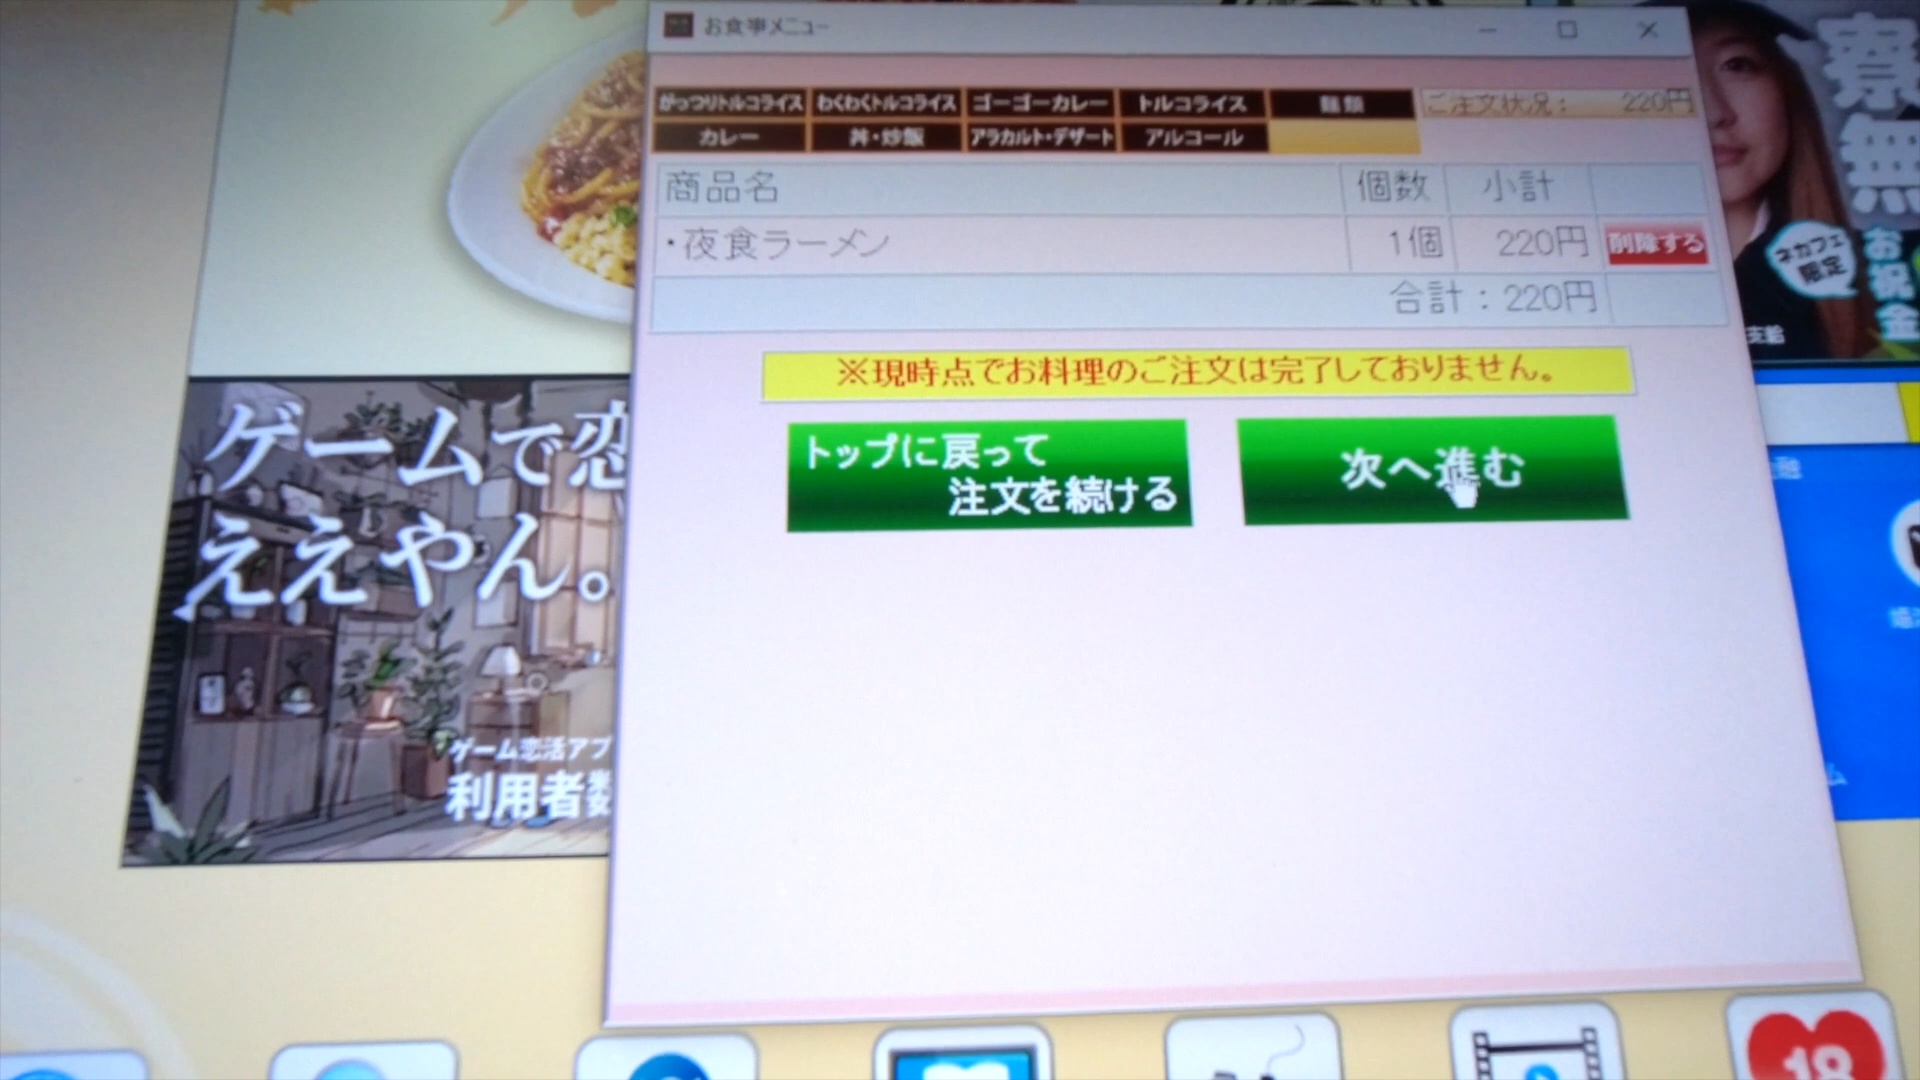 お食事メニュー
がっつりトルコライス わくわくトルコライス ゴーゴーカレー トルコライス 麺類
ご注文状況: 220円
カレー 丼・炒飯 アラカルト・デザート アルコール
商品名 個数 小計
・夜食ラーメン 1個 220円 削除する
合計:220円
※現時点でお料理のご注文は完了しておりません。
トップに戻って
注文を続ける
次へ進む
ゲームで恋
ええやん。
ゲーム恋活アプ
利用者
寮
無
ネカフェ
限定
お祝金
支給
18